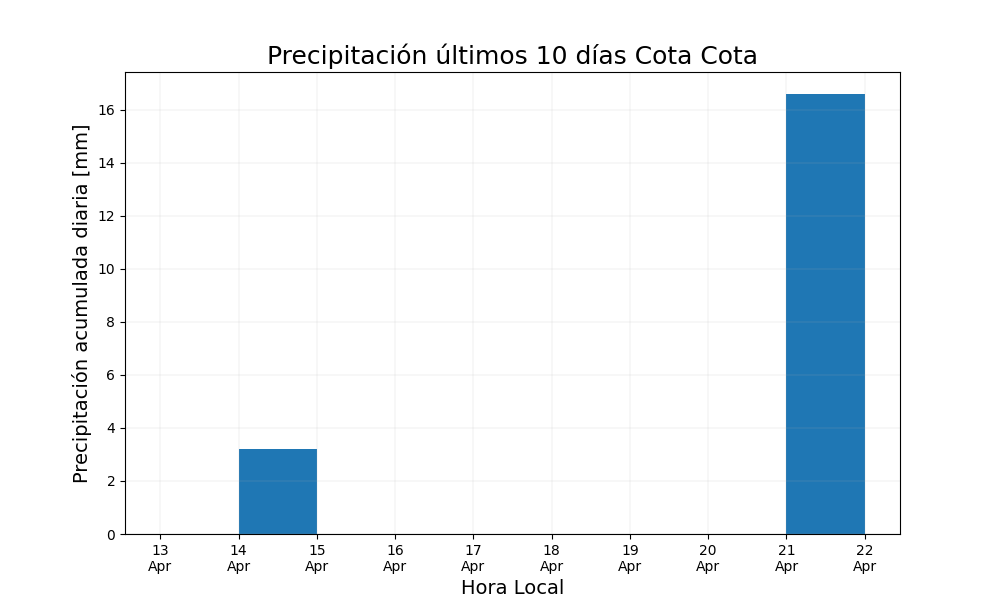 Precipitación últimos 10 días Cota Cota
Precipitación acumulada diaria [mm]
16
14
12
10
8
6
4
2
0
13 14 15 16 17 18 19 20 21 22
Apr Apr Apr Apr Apr Apr Apr Apr Apr Apr
Hora Local